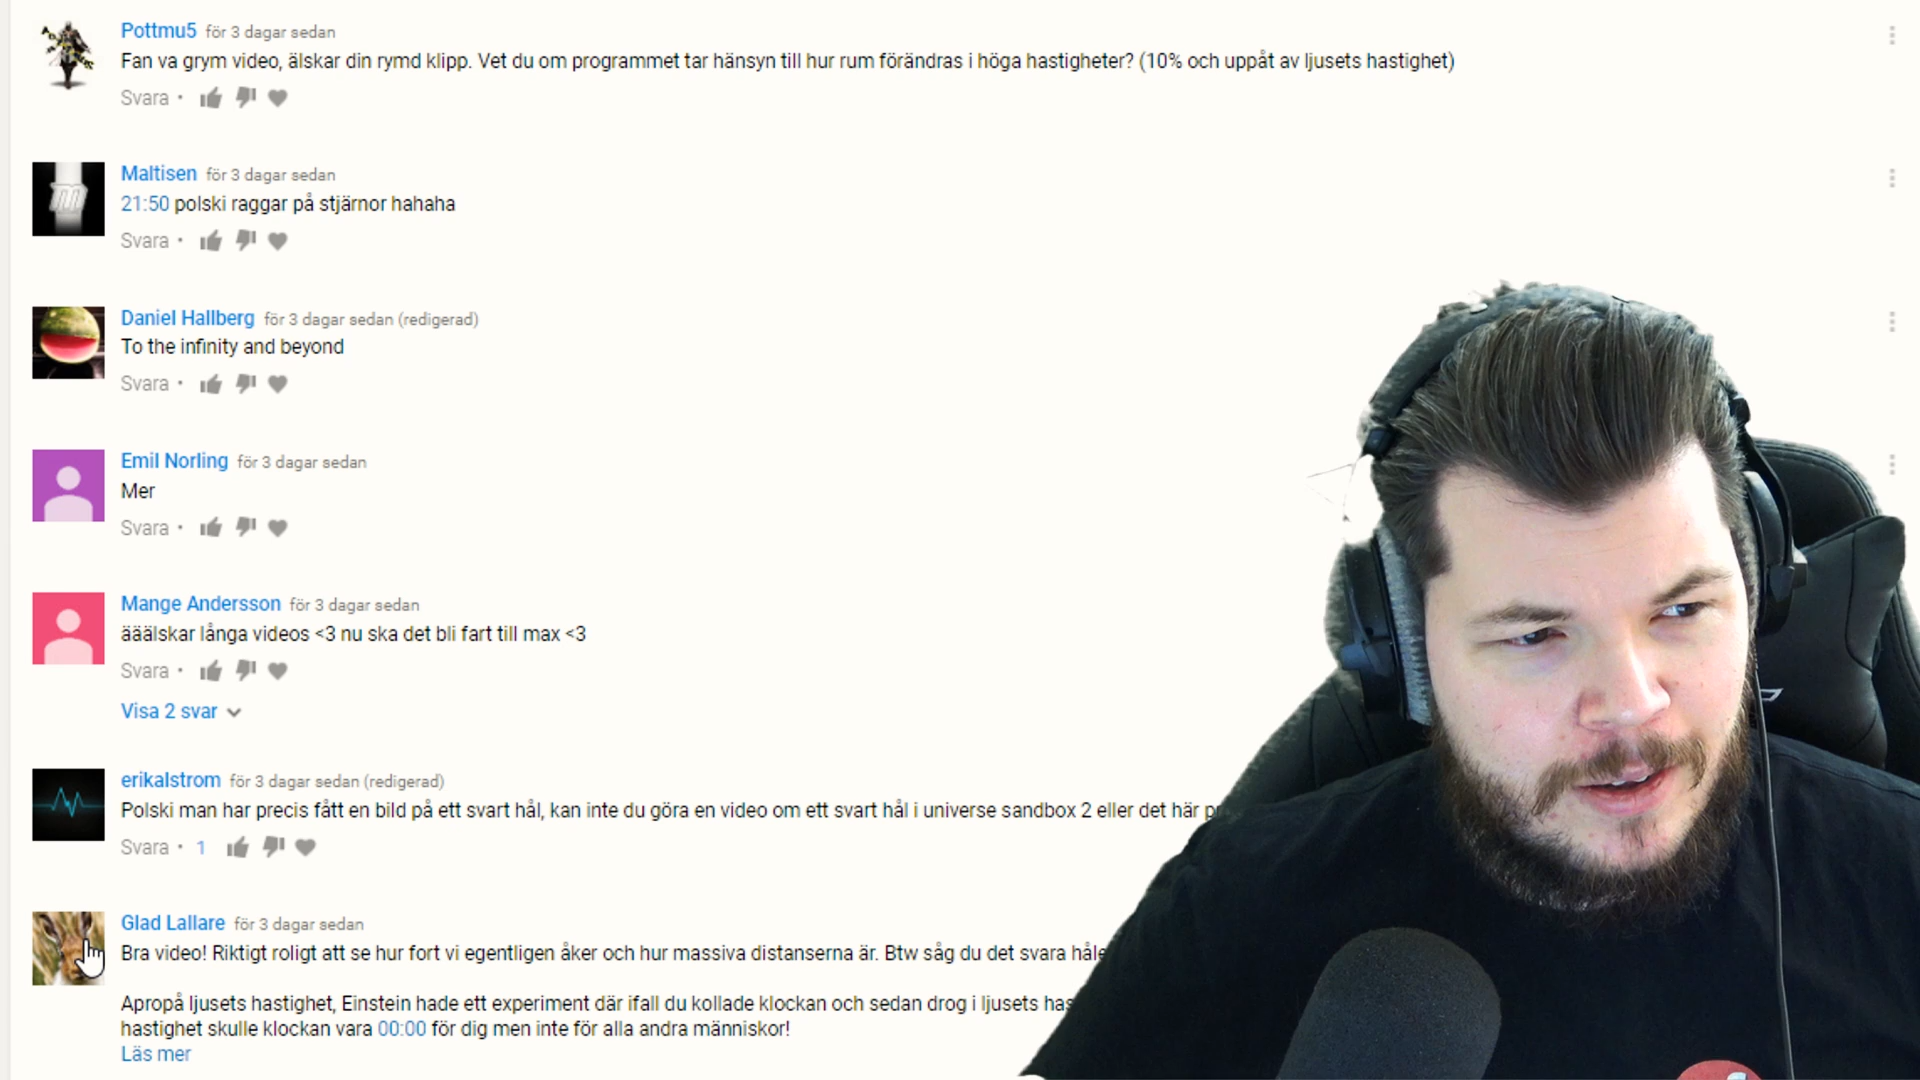 Pottmu5 för 3 dagar sedan
Fan va grym video, älskar din rymd klipp. Vet du om programmet tar hänsyn till hur rum förändras i höga hastigheter? (10% och uppåt av ljusets hastighet)
Svara •
Maltisen för 3 dagar sedan
21:50 polski raggar på stjärnor hahaha
Svara •
Daniel Hallberg för 3 dagar sedan (redigerad)
To the infinity and beyond
Svara •
Emil Norling för 3 dagar sedan
Mer
Svara •
Mange Andersson för 3 dagar sedan
ääälskar långa videos <3 nu ska det bli fart till max <3
Svara •
Visa 2 svar
erikalstrom för 3 dagar sedan (redigerad)
Polski man har precis fått en bild på ett svart hål, kan inte du göra en video om ett svart hål i universe sandbox 2 eller det här
Svara • 1
Glad Lallare för 3 dagar sedan
Bra video! Riktigt roligt att se hur fort vi egentligen åker och hur massiva distanserna är. Btw såg du det svara
Apropå ljusets hastighet, Einstein hade ett experiment där ifall du kollade klockan och sedan drog i ljusets
hastighet skulle klockan vara 00:00 för dig men inte för alla andra människor!
Läs mer